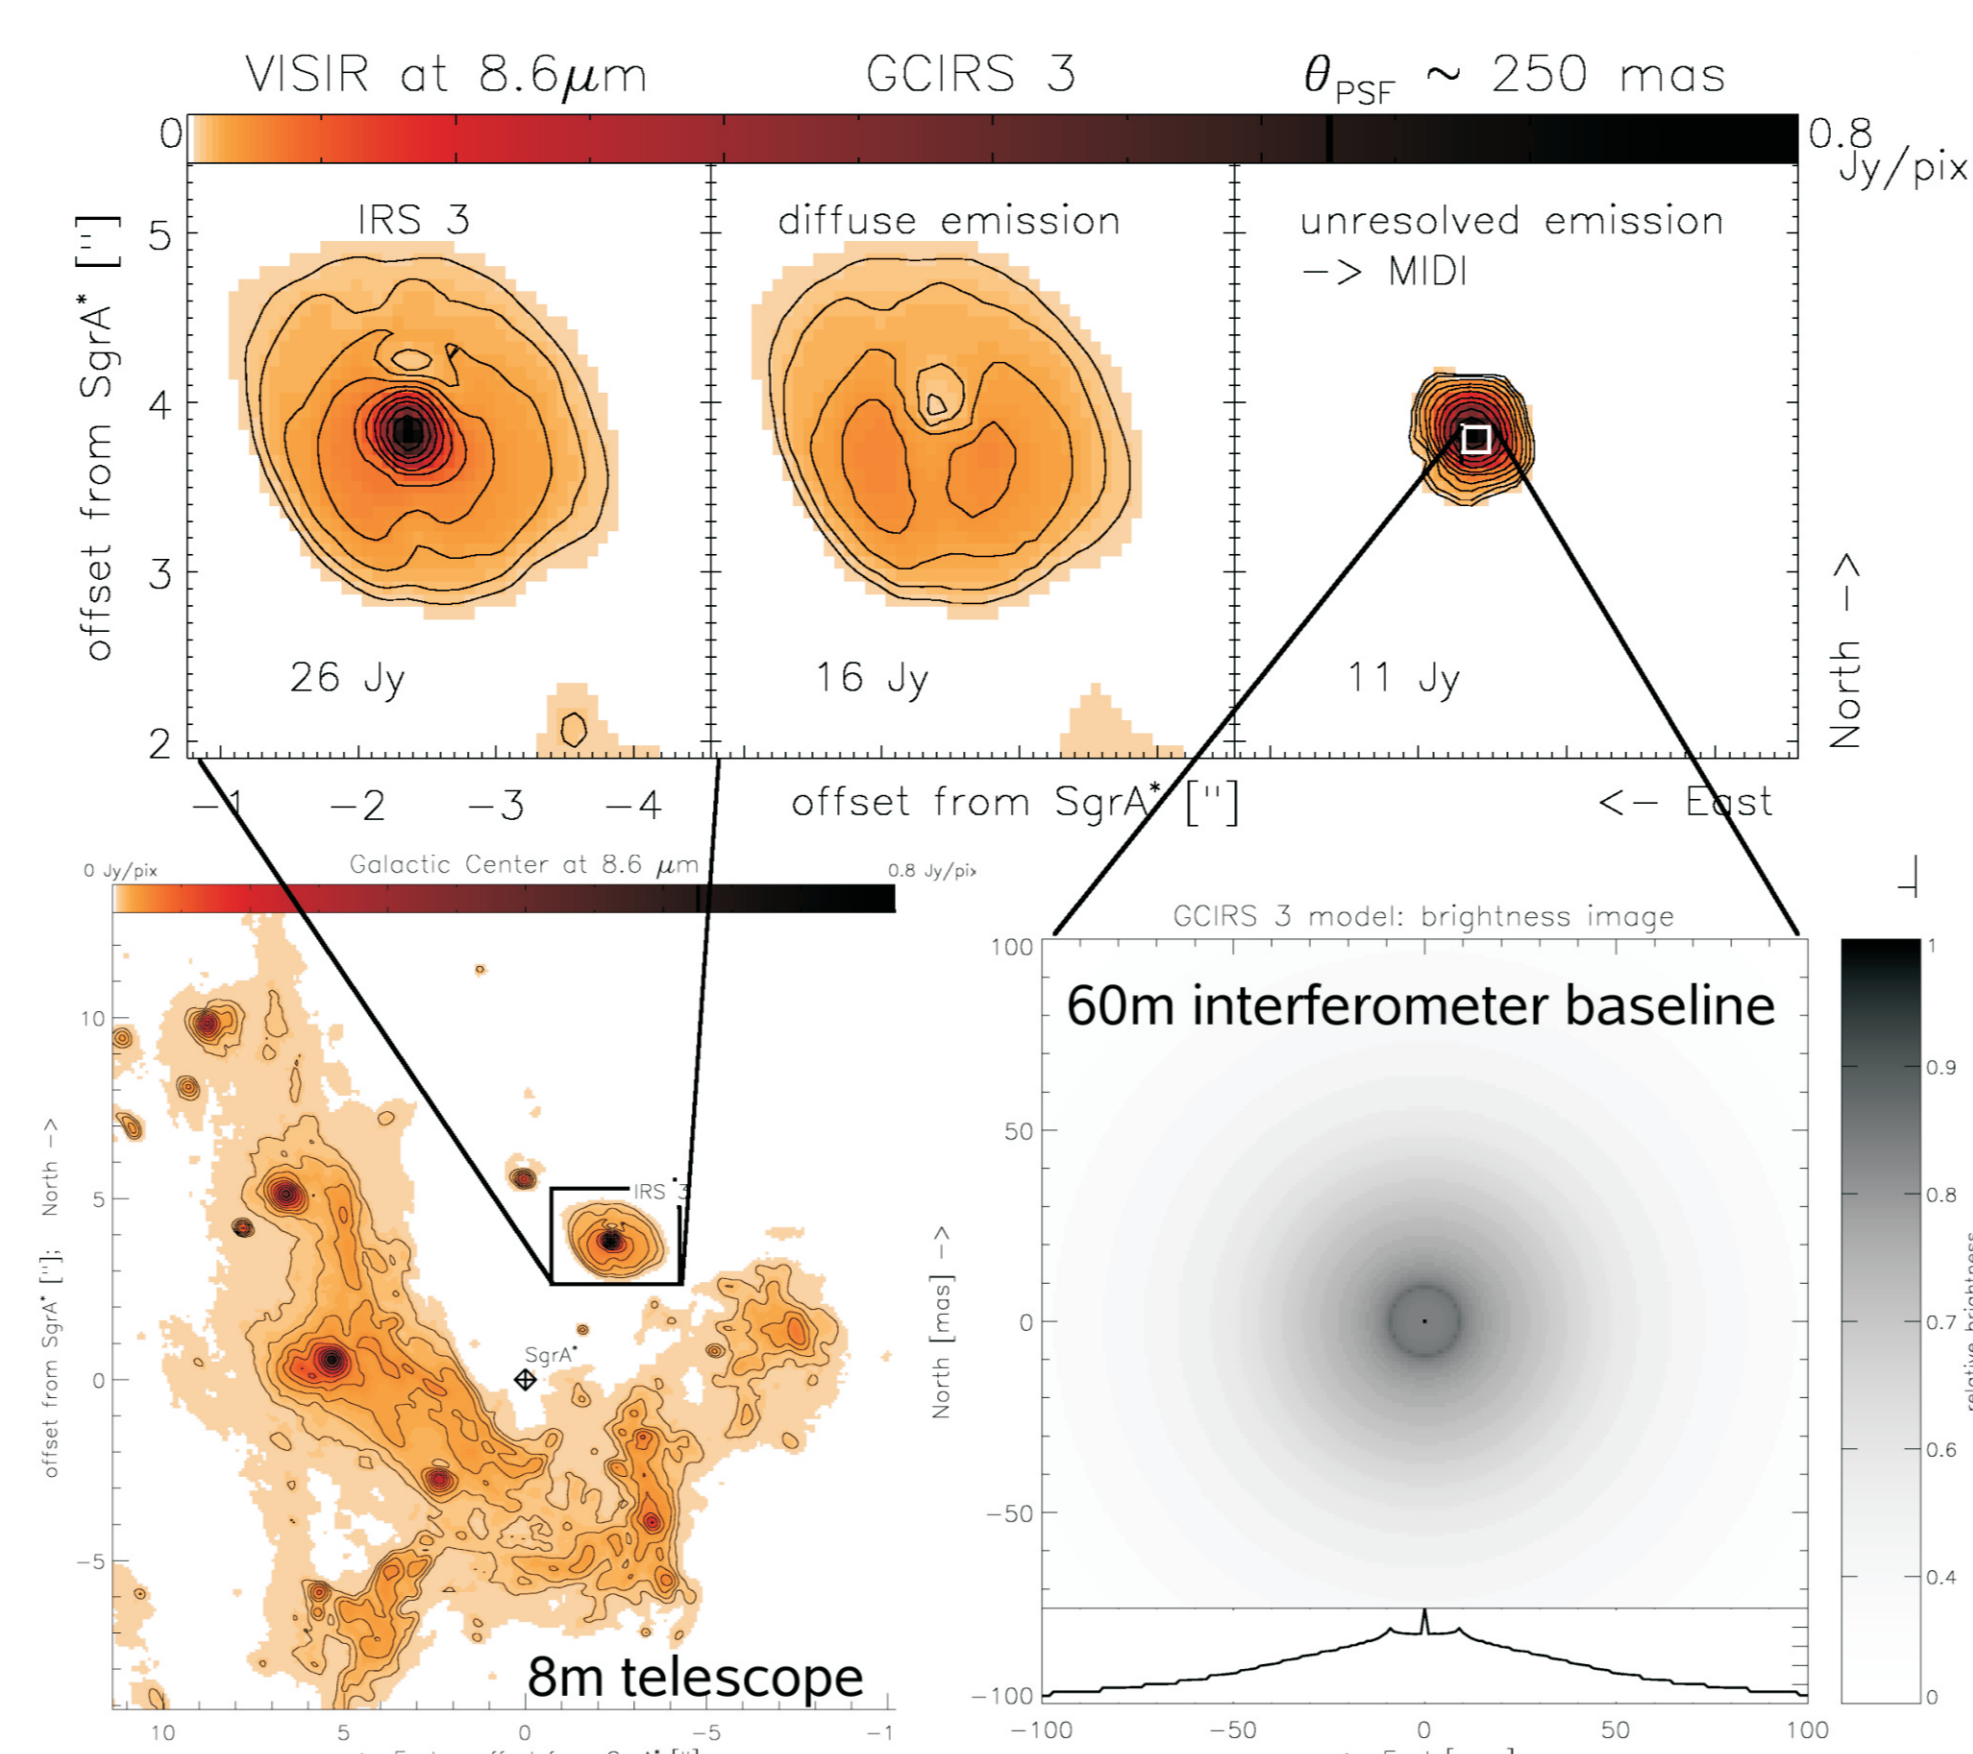 VISIR at 8.6μm
GCIRS 3
θPSF ~ 250 mas
0
0.8
Jy/pix
IRS 3
diffuse emission
unresolved emission
-> MIDI
offset from SgrA* ["]
5
4
3
2
26 Jy
16 Jy
11 Jy
North ->
-1
-2
-3
-4
offset from SgrA* ["]
<- East
0 Jy/pix
Galactic Center at 8.6 μm
0.8 Jy/pix
offset from SgrA* ["]; North ->
10
5
0
-5
IRS 3
SgrA*
8m telescope
10
5
0
-5
-1
GCIRS 3 model: brightness image
60m interferometer baseline
North [mas] ->
100
50
0
-50
-100
-100
-50
0
50
100
1
0.9
0.8
0.7
0.6
0.4
0
relative brightness